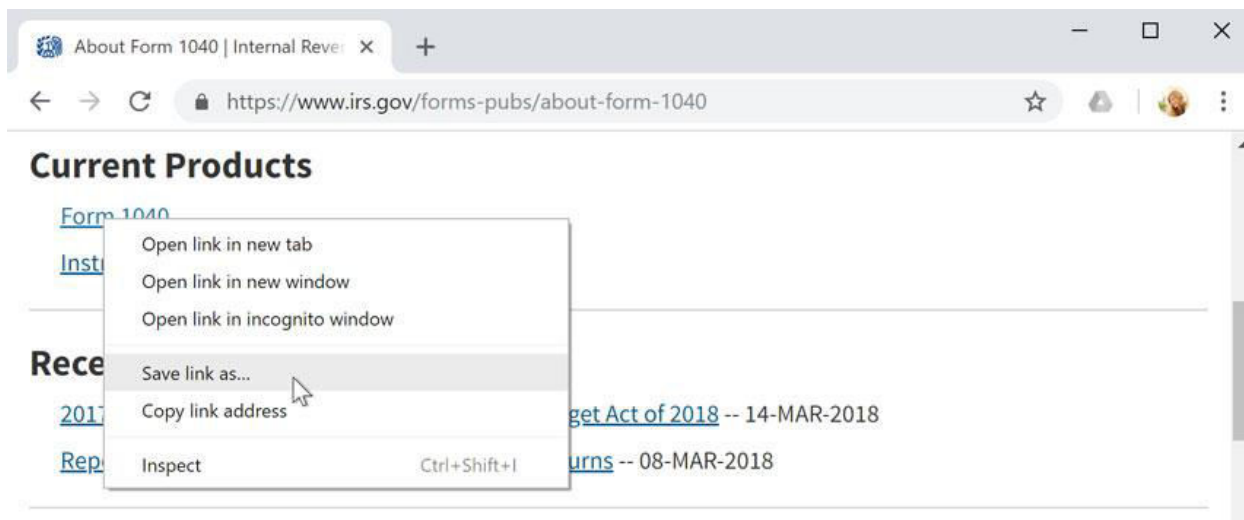 About Form 1040 | Internal Reve
https://www.irs.gov/forms-pubs/about-form-1040
Current Products
Form 1040
Inst
Open link in new tab
Open link in new window
Open link in incognito window
Rece
Save link as...
2017
Copy link address
get Act of 2018 -- 14-MAR-2018
Rep
Inspect Ctrl+Shift+I
urns -- 08-MAR-2018